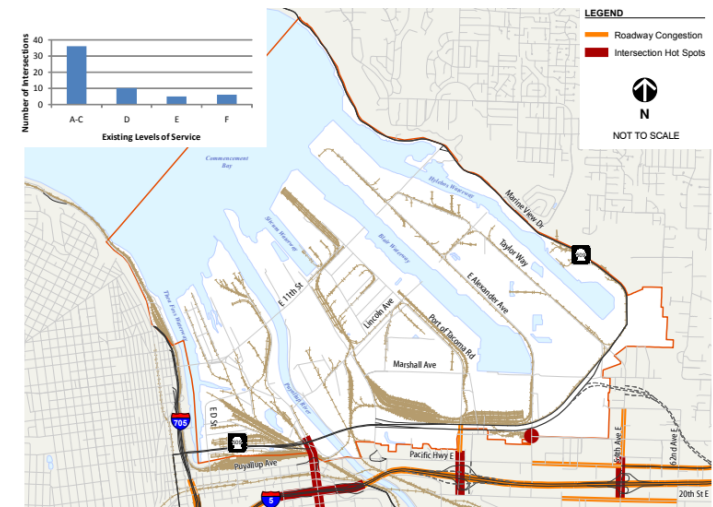 LEGEND
Roadway Congestion
Intersection Hot Spots
N
NOT TO SCALE
Number of Intersections
40
30
20
10
0
A-C
D
E
F
Existing Levels of Service
Commencement
Bay
Hylebos Waterway
Marine View Dr
Sitcum Waterway
Blair Waterway
Taylor Way
E 11th St
E Alexander Ave
Lincoln Ave
Thea Foss Waterway
Port of Tacoma Rd
Marshall Ave
Puyallup River
705
E D St
Puyallup Ave
Pacific Hwy E
62nd Ave E
20th St E
5